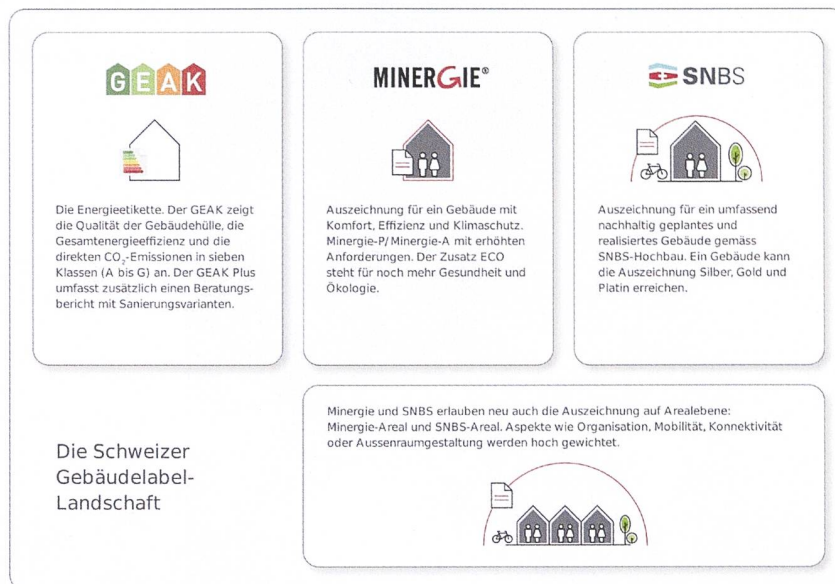 GEAK
Die Energieetikette. Der GEAK zeigt
die Qualität der Gebäudehülle, die
Gesamtenergieeffizienz und die
direkten CO₂-Emissionen in sieben
Klassen (A bis G) an. Der GEAK Plus
umfasst zusätzlich einen Beratungs-
bericht mit Sanierungsvarianten.
MINERGIE®
Auszeichnung für ein Gebäude mit
Komfort, Effizienz und Klimaschutz.
Minergie-P/Minergie-A mit erhöhten
Anforderungen. Der Zusatz ECO
steht für noch mehr Gesundheit und
Ökologie.
SNBS
Auszeichnung für ein umfassend
nachhaltig geplantes und
realisiertes Gebäude gemäss
SNBS-Hochbau. Ein Gebäude kann
die Auszeichnung Silber, Gold und
Platin erreichen.
Die Schweizer
Gebäudelabel-
Landschaft
Minergie und SNBS erlauben neu auch die Auszeichnung auf Arealebene:
Minergie-Areal und SNBS-Areal. Aspekte wie Organisation, Mobilität, Konnektivität
oder Aussenraumgestaltung werden hoch gewichtet.